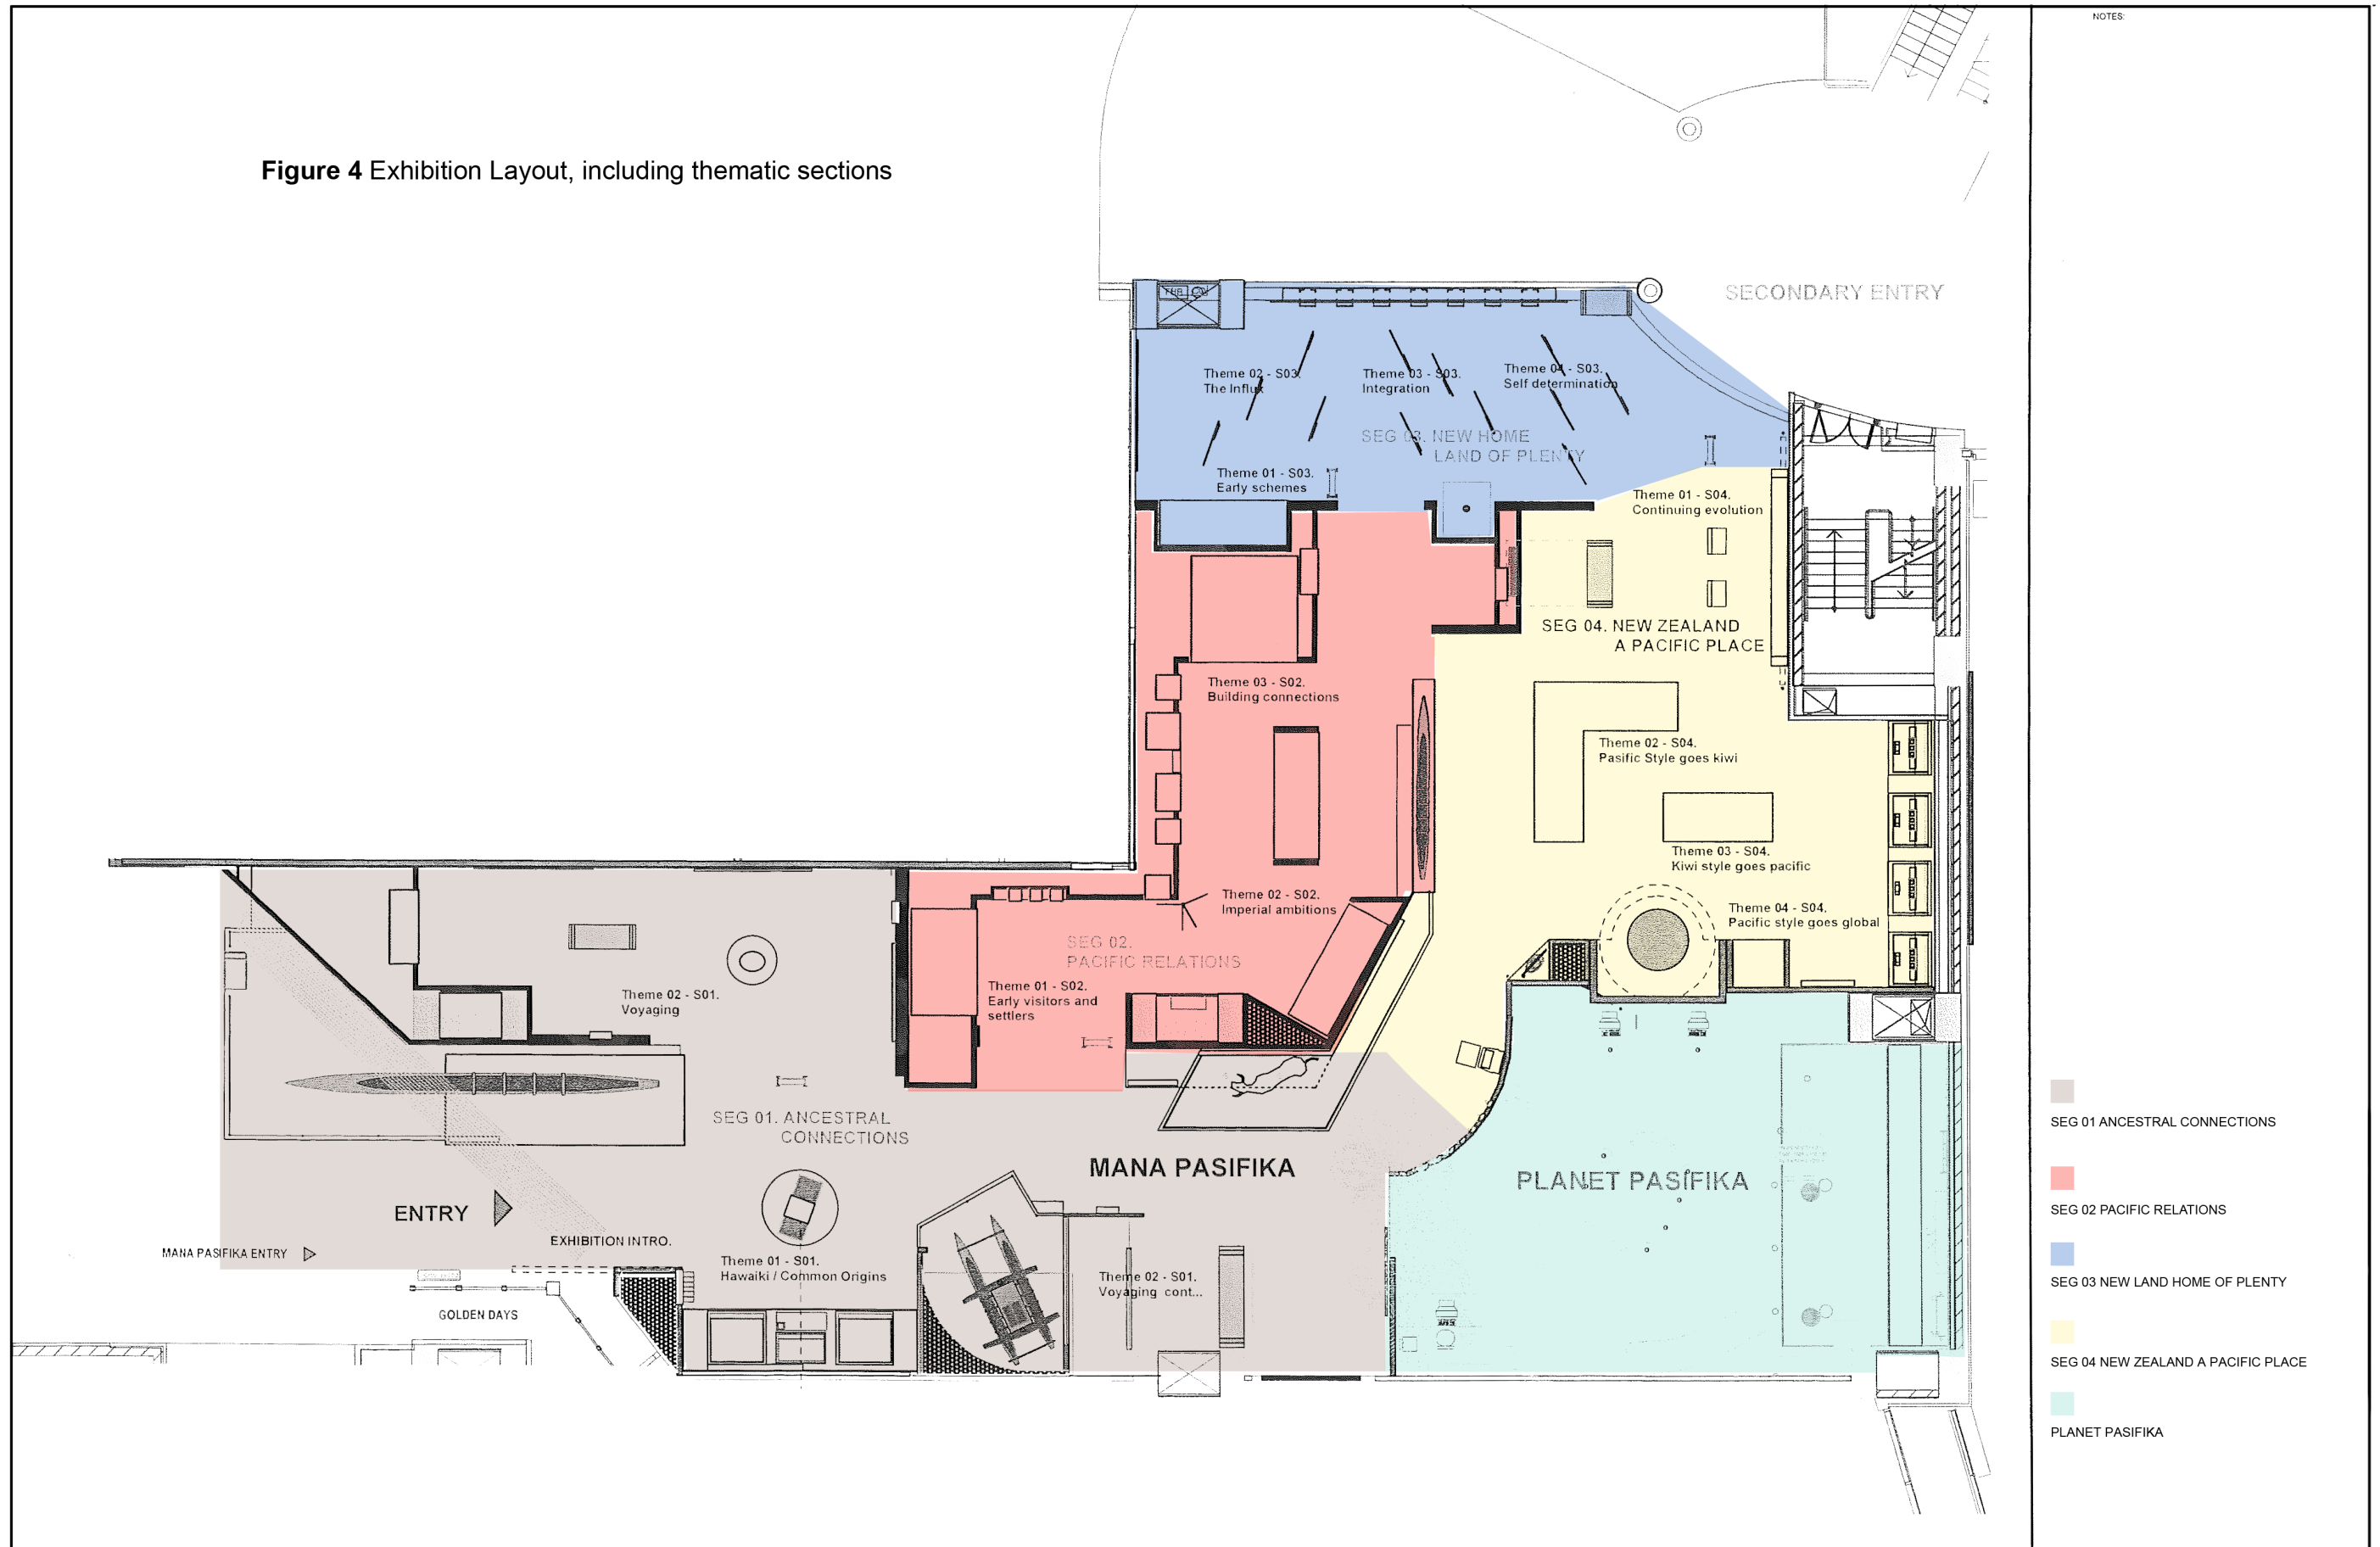 NOTES:
Figure 4 Exhibition Layout, including thematic sections
SECONDARY ENTRY
Theme 02 - S03.
The Influx
Theme 03 - S03.
Integration
Theme 04 - S03.
Self determination
SEG 03. NEW HOME
LAND OF PLENTY
Theme 01 - S03.
Early schemes
Theme 01 - S04.
Continuing evolution
SEG 04. NEW ZEALAND
A PACIFIC PLACE
Theme 03 - S02.
Building connections
Theme 02 - S04.
Pasific Style goes kiwi
Theme 03 - S04.
Kiwi style goes pacific
Theme 02 - S02.
Imperial ambitions
Theme 04 - S04.
Pacific style goes global
SEG 02.
PACIFIC RELATIONS
Theme 01 - S02.
Early visitors and
settlers
Theme 02 - S01.
Voyaging
SEG 01. ANCESTRAL
CONNECTIONS
MANA PASIFIKA
PLANET PASIFIKA
ENTRY
EXHIBITION INTRO.
MANA PASIFIKA ENTRY
Theme 01 - S01.
Hawaiki / Common Origins
Theme 02 - S01.
Voyaging cont...
GOLDEN DAYS
SEG 01 ANCESTRAL CONNECTIONS
SEG 02 PACIFIC RELATIONS
SEG 03 NEW LAND HOME OF PLENTY
SEG 04 NEW ZEALAND A PACIFIC PLACE
PLANET PASIFIKA